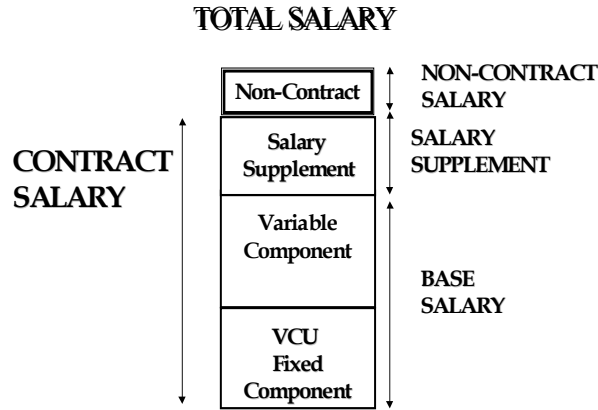 TOTAL SALARY
Non-Contract
NON-CONTRACT
SALARY
Salary
Supplement
SALARY
SUPPLEMENT
CONTRACT
SALARY
Variable
Component
BASE
SALARY
VCU
Fixed
Component